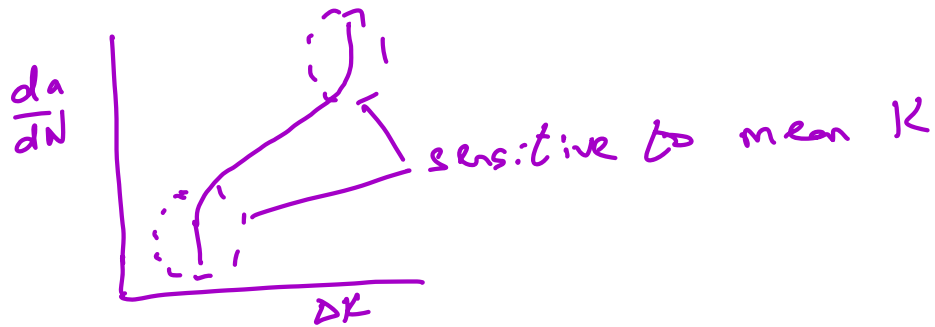 da
dN
sensitive to mean K
ΔK